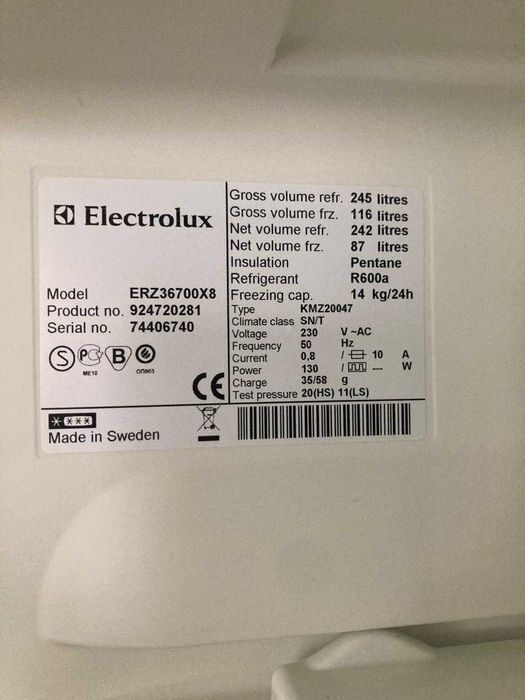 Electrolux
Model ERZ36700X8
Product no. 924720281
Serial no. 74406740
S PC B
ME10 ОП003
CE
****
Made in Sweden
Gross volume refr. 245 litres
Gross volume frz. 116 litres
Net volume refr. 242 litres
Net volume frz. 87 litres
Insulation Pentane
Refrigerant R600a
Freezing cap. 14 kg/24h
Type KMZ20047
Climate class SN/T
Voltage 230 V ~AC
Frequency 50 Hz
Current 0,8 / 10 A
Power 130 / --- W
Charge 35/58 g
Test pressure 20(HS) 11(LS)